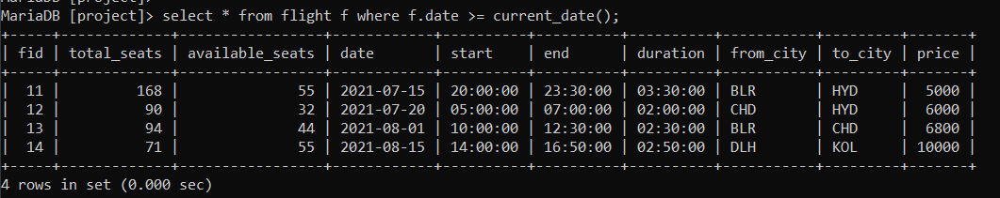 MariaDB [project]> select * from flight f where f.date >= current_date();
+-----+-------------+-----------------+------------+----------+----------+----------+-----------+---------+-------+
| fid | total_seats | available_seats | date       | start    | end      | duration | from_city | to_city | price |
+-----+-------------+-----------------+------------+----------+----------+----------+-----------+---------+-------+
|  11 |         168 |              55 | 2021-07-15 | 20:00:00 | 23:30:00 | 03:30:00 | BLR       | HYD     |  5000 |
|  12 |          90 |              32 | 2021-07-20 | 05:00:00 | 07:00:00 | 02:00:00 | CHD       | HYD     |  6000 |
|  13 |          94 |              44 | 2021-08-01 | 10:00:00 | 12:30:00 | 02:30:00 | BLR       | CHD     |  6800 |
|  14 |          71 |              55 | 2021-08-15 | 14:00:00 | 16:50:00 | 02:50:00 | DLH       | KOL     | 10000 |
+-----+-------------+-----------------+------------+----------+----------+----------+-----------+---------+-------+
4 rows in set (0.000 sec)